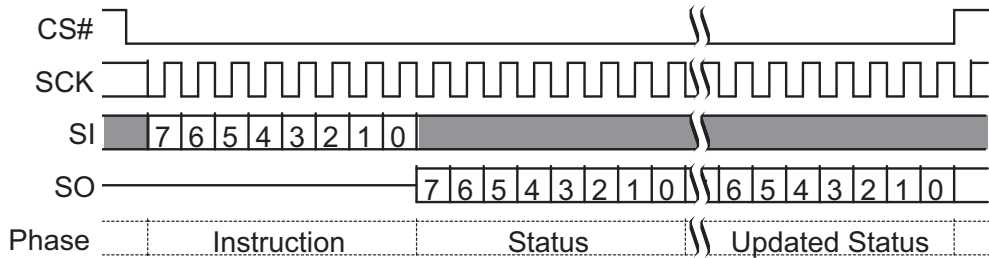 CS#
SCK
SI 7 6 5 4 3 2 1 0
SO 7 6 5 4 3 2 1 0 6 5 4 3 2 1 0
Phase Instruction Status Updated Status